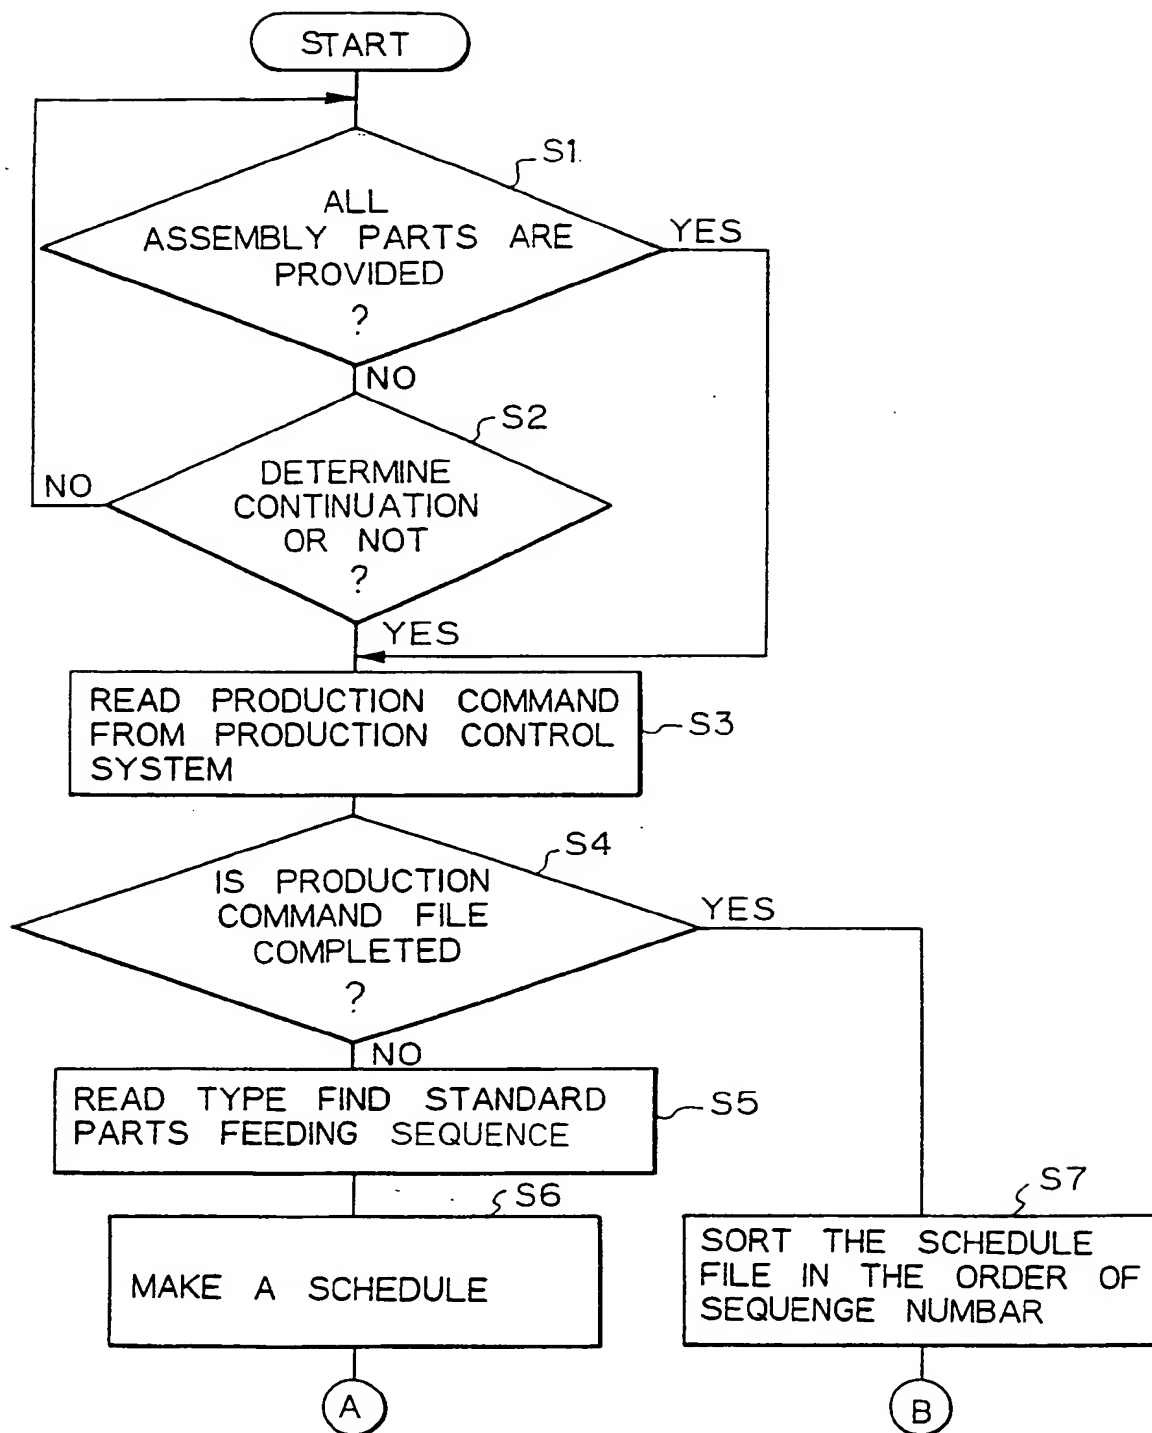 START
S1
ALL
ASSEMBLY PARTS ARE
PROVIDED
?
YES
NO
S2
DETERMINE
CONTINUATION
OR NOT
?
NO
YES
READ PRODUCTION COMMAND
FROM PRODUCTION CONTROL
SYSTEM
S3
S4
IS PRODUCTION
COMMAND FILE
COMPLETED
?
YES
NO
READ TYPE FIND STANDARD
PARTS FEEDING SEQUENCE
S5
S6
MAKE A SCHEDULE
S7
SORT THE SCHEDULE
FILE IN THE ORDER OF
SEQUENGE NUMBAR
A
B